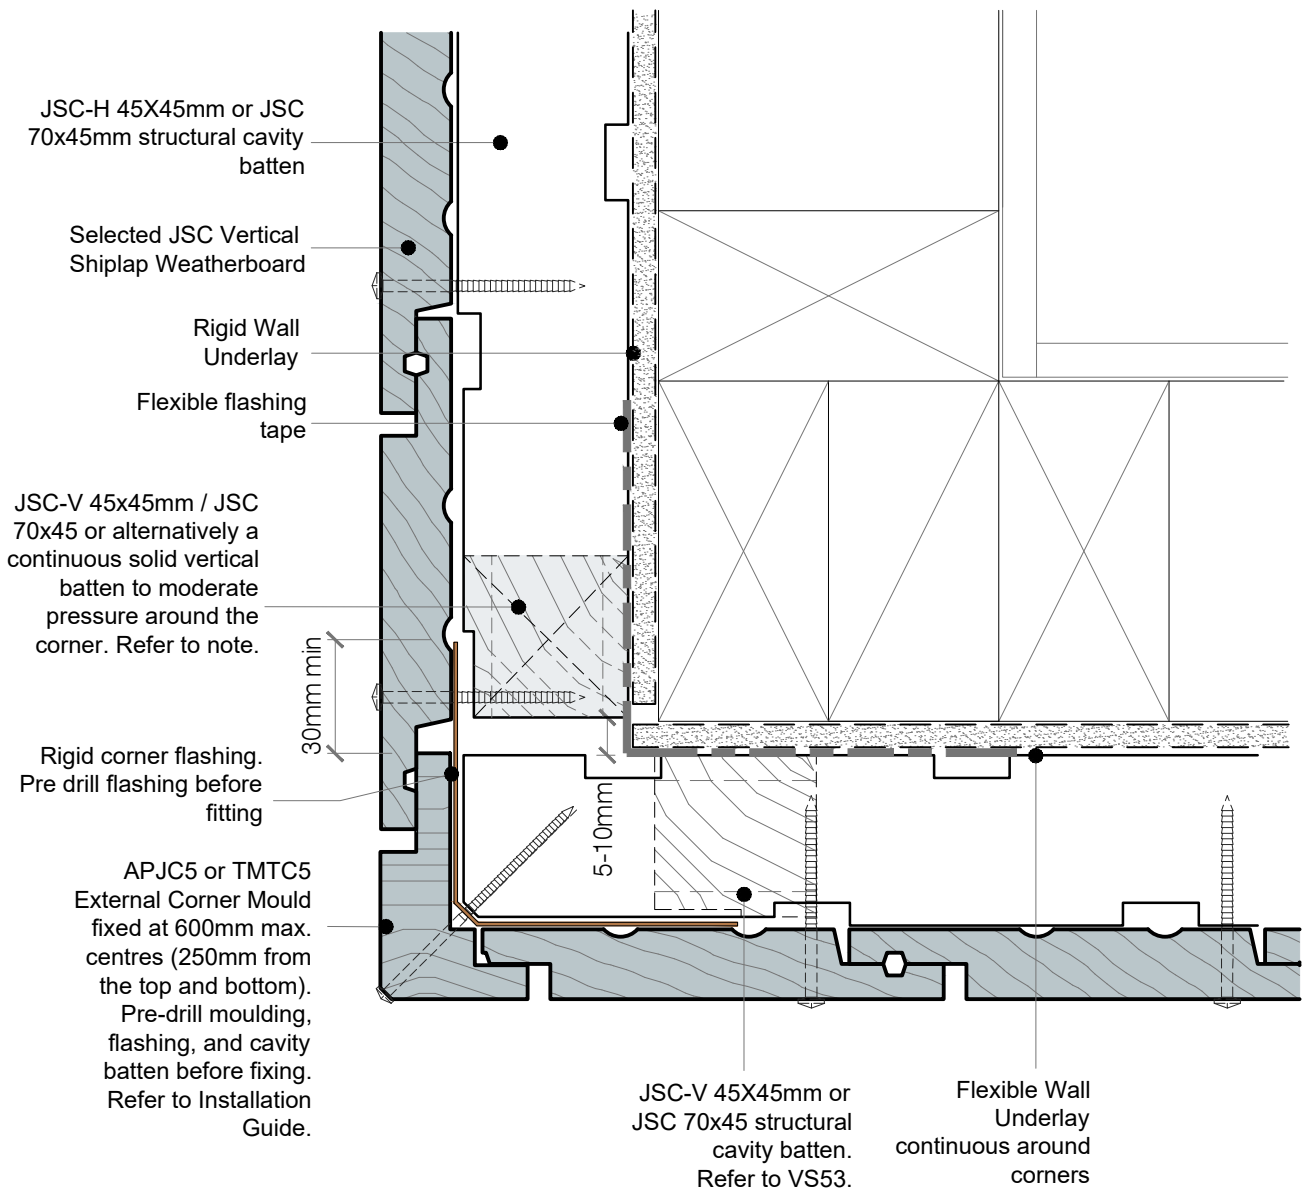 JSC-H 45X45mm or JSC
70x45mm structural cavity
batten
Selected JSC Vertical
Shiplap Weatherboard
Rigid Wall
Underlay
Flexible flashing
tape
JSC-V 45x45mm / JSC
70x45 or alternatively a
continuous solid vertical
batten to moderate
pressure around the
corner. Refer to note.
30mm min
Rigid corner flashing.
Pre drill flashing before
fitting
5-10mm
APJC5 or TMTC5
External Corner Mould
fixed at 600mm max.
centres (250mm from
the top and bottom).
Pre-drill moulding,
flashing, and cavity
batten before fixing.
Refer to Installation
Guide.
JSC-V 45X45mm or
JSC 70x45 structural
cavity batten.
Refer to VS53.
Flexible Wall
Underlay
continuous around
corners